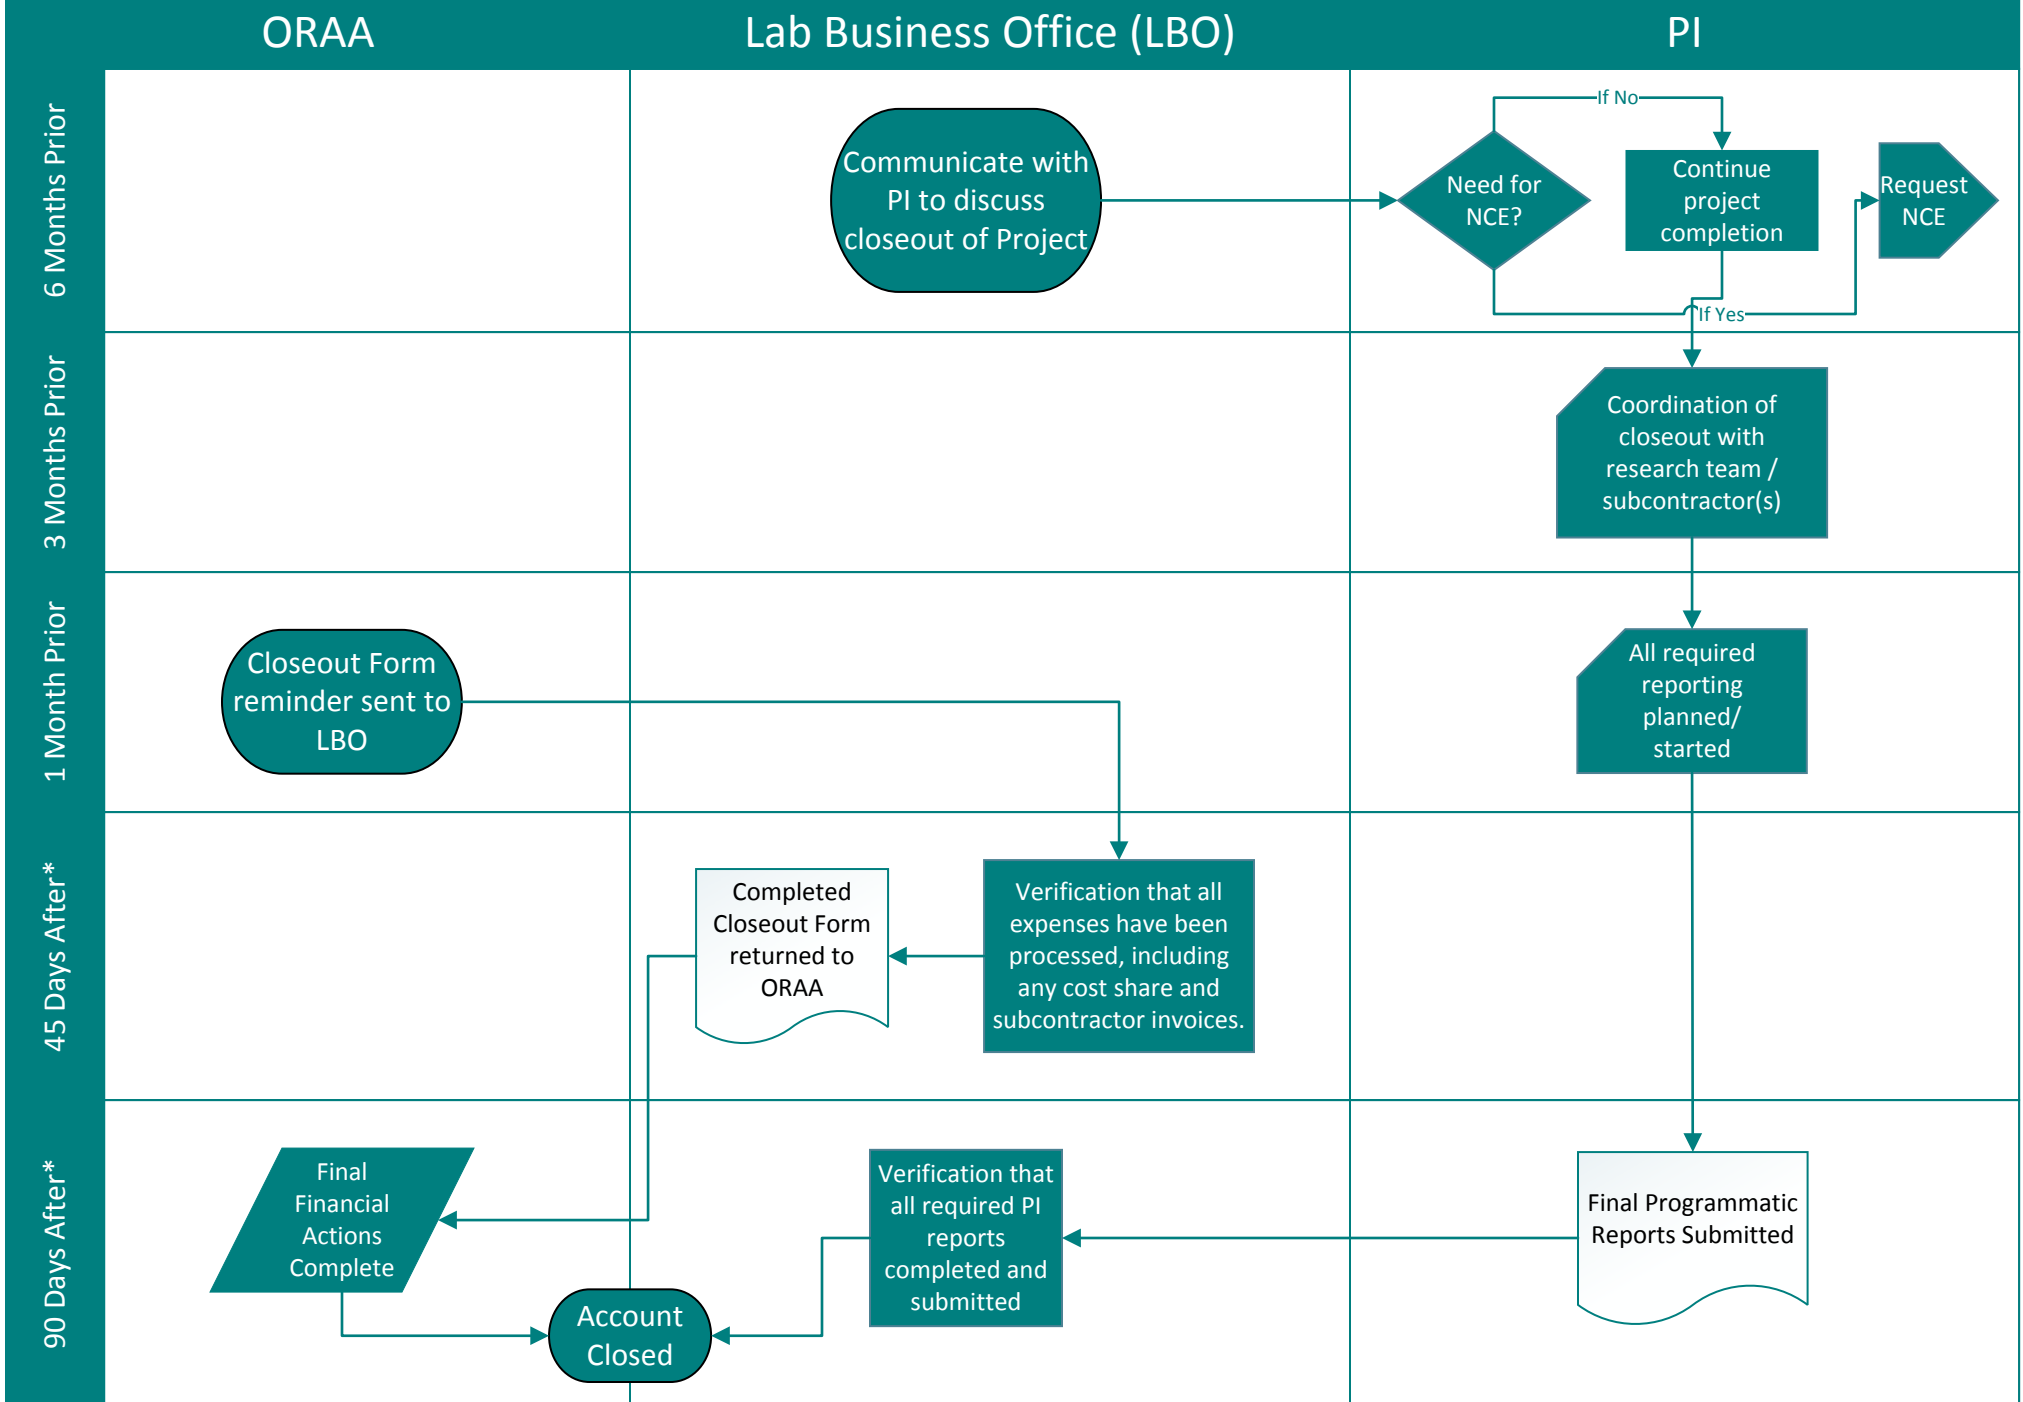 ORAA
Lab Business Office (LBO)
PI
6 Months Prior
Communicate with
PI to discuss
closeout of Project
Need for
NCE?
If No
Continue
project
completion
Request
NCE
If Yes
3 Months Prior
Coordination of
closeout with
research team /
subcontractor(s)
1 Month Prior
Closeout Form
reminder sent to
LBO
All required
reporting
planned/
started
45 Days After*
Completed
Closeout Form
returned to
ORAA
Verification that all
expenses have been
processed, including
any cost share and
subcontractor invoices.
90 Days After*
Final
Financial
Actions
Complete
Verification that
all required PI
reports
completed and
submitted
Final Programmatic
Reports Submitted
Account
Closed